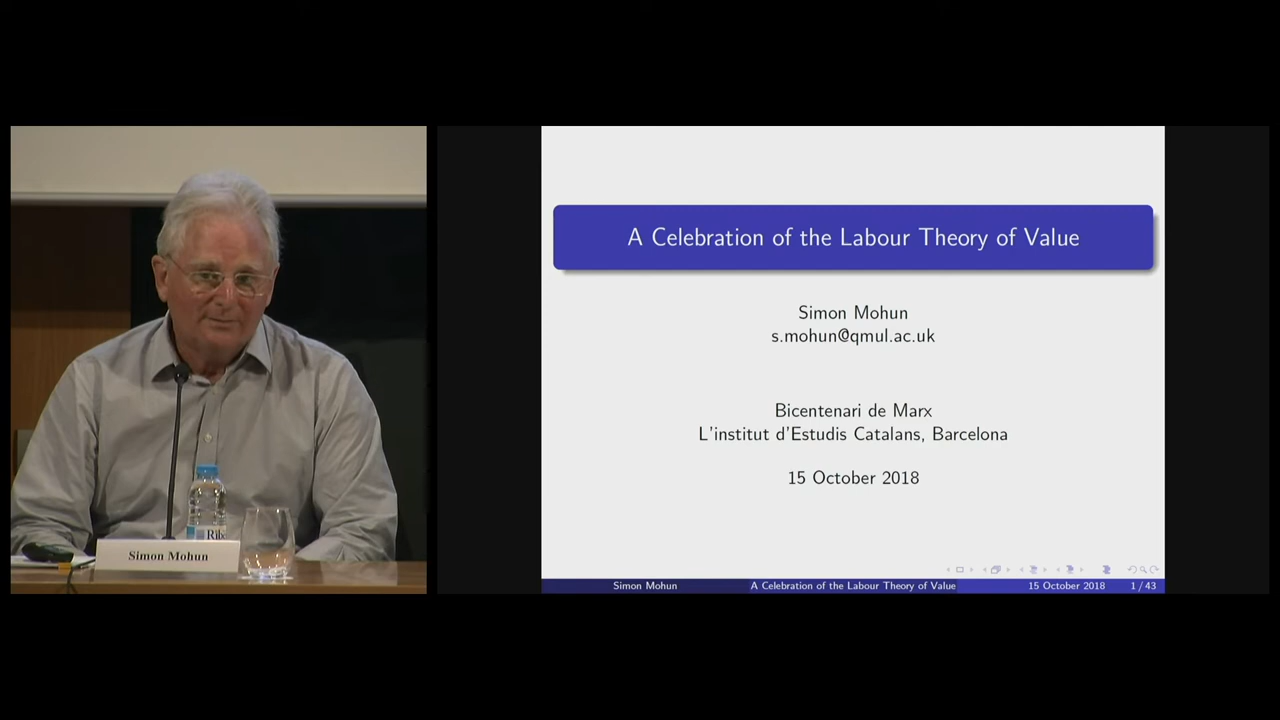 A Celebration of the Labour Theory of Value
Simon Mohun
s.mohun@qmul.ac.uk
Bicentenari de Marx
L'institut d'Estudis Catalans, Barcelona
15 October 2018
Simon Mohun A Celebration of the Labour Theory of Value 15 October 2018 1 / 43
Simon Mohun